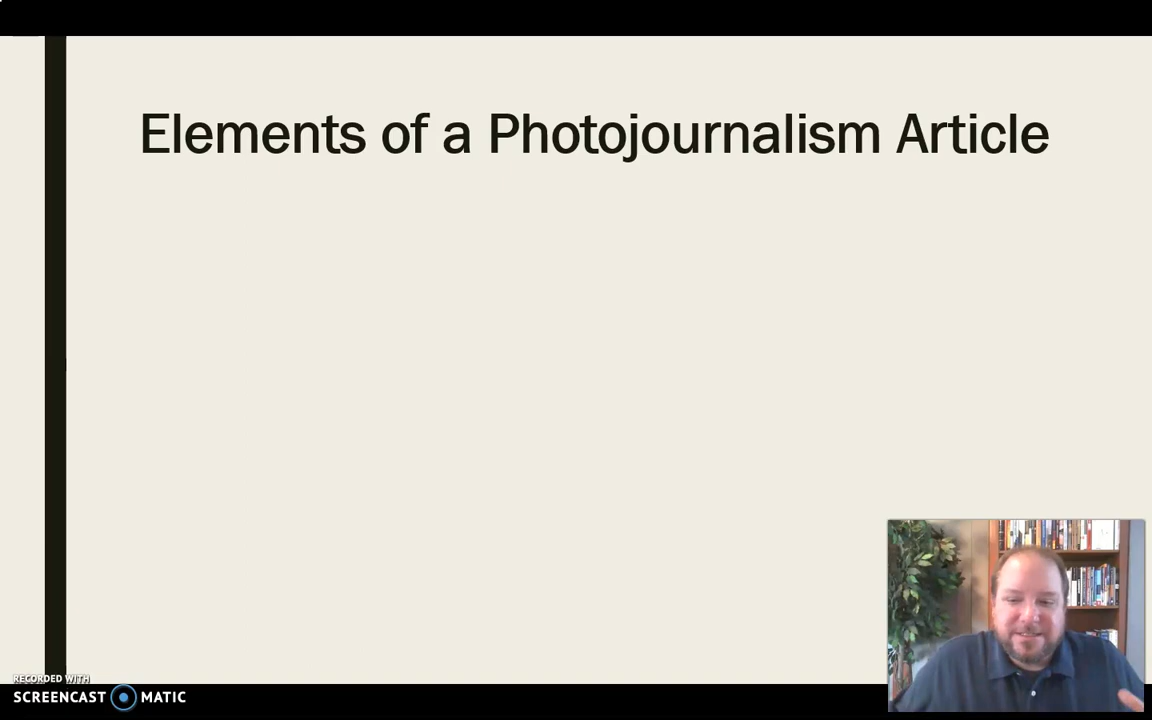 Elements of a Photojournalism Article
RECORDED WITH
SCREENCAST MATIC